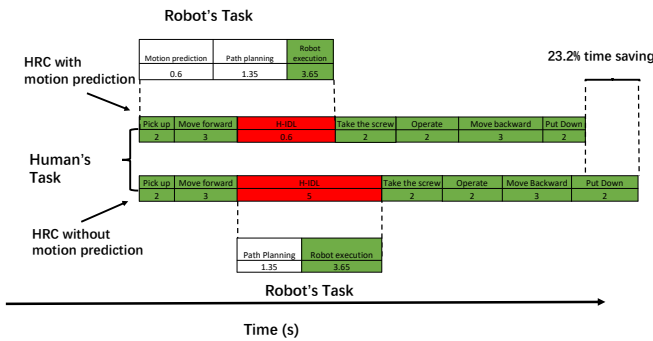 Robot's Task
Motion prediction Path planning Robot execution
0.6 1.35 3.65
23.2% time saving
HRC with
motion prediction
Pick up Move forward H-IDL Take the screw Operate Move backward Put Down
2 3 0.6 2 2 3 2
Human's
Task
Pick up Move forward H-IDL Take the screw Operate Move Backward Put Down
2 3 5 2 2 3 2
HRC without
motion prediction
Path Planning Robot execution
1.35 3.65
Robot's Task
Time (s)